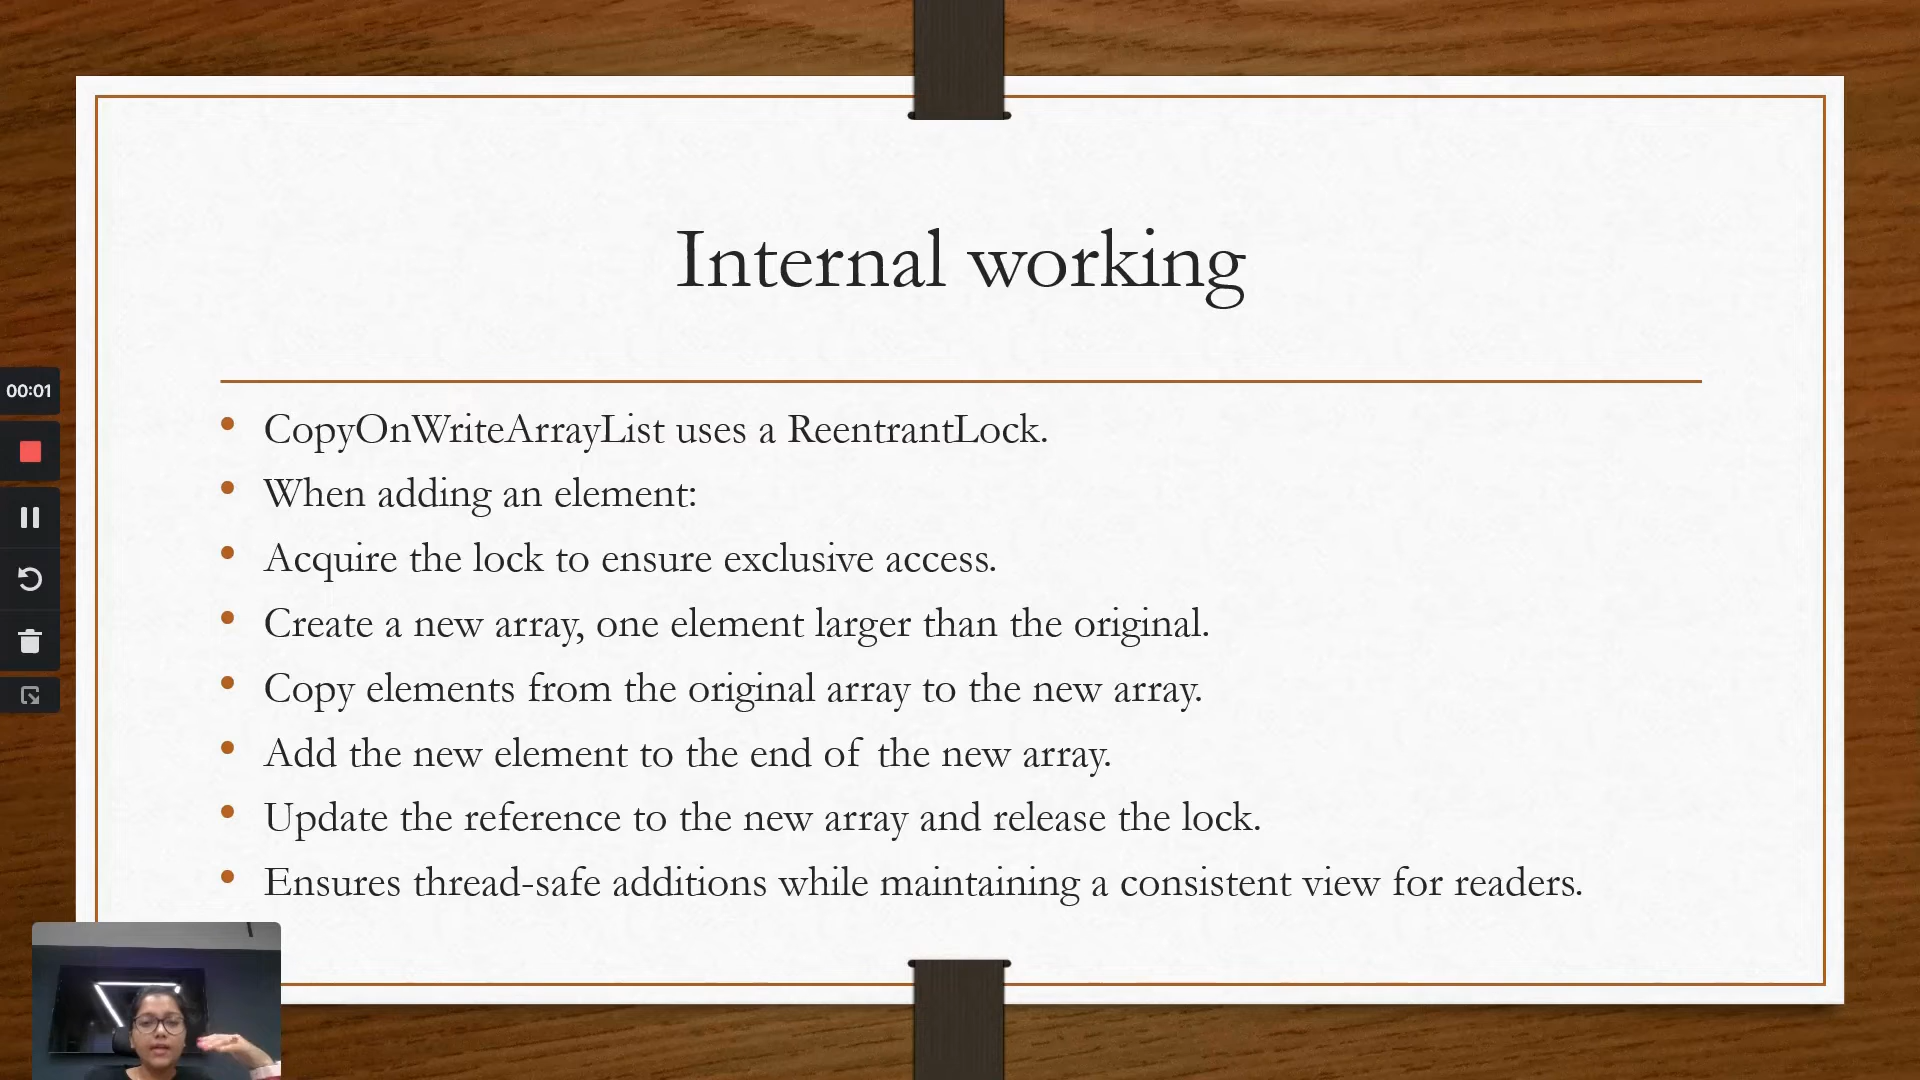 Internal working
CopyOnWriteArrayList uses a ReentrantLock.
When adding an element:
Acquire the lock to ensure exclusive access.
Create a new array, one element larger than the original.
Copy elements from the original array to the new array.
Add the new element to the end of the new array.
Update the reference to the new array and release the lock.
Ensures thread-safe additions while maintaining a consistent view for readers.
00:01